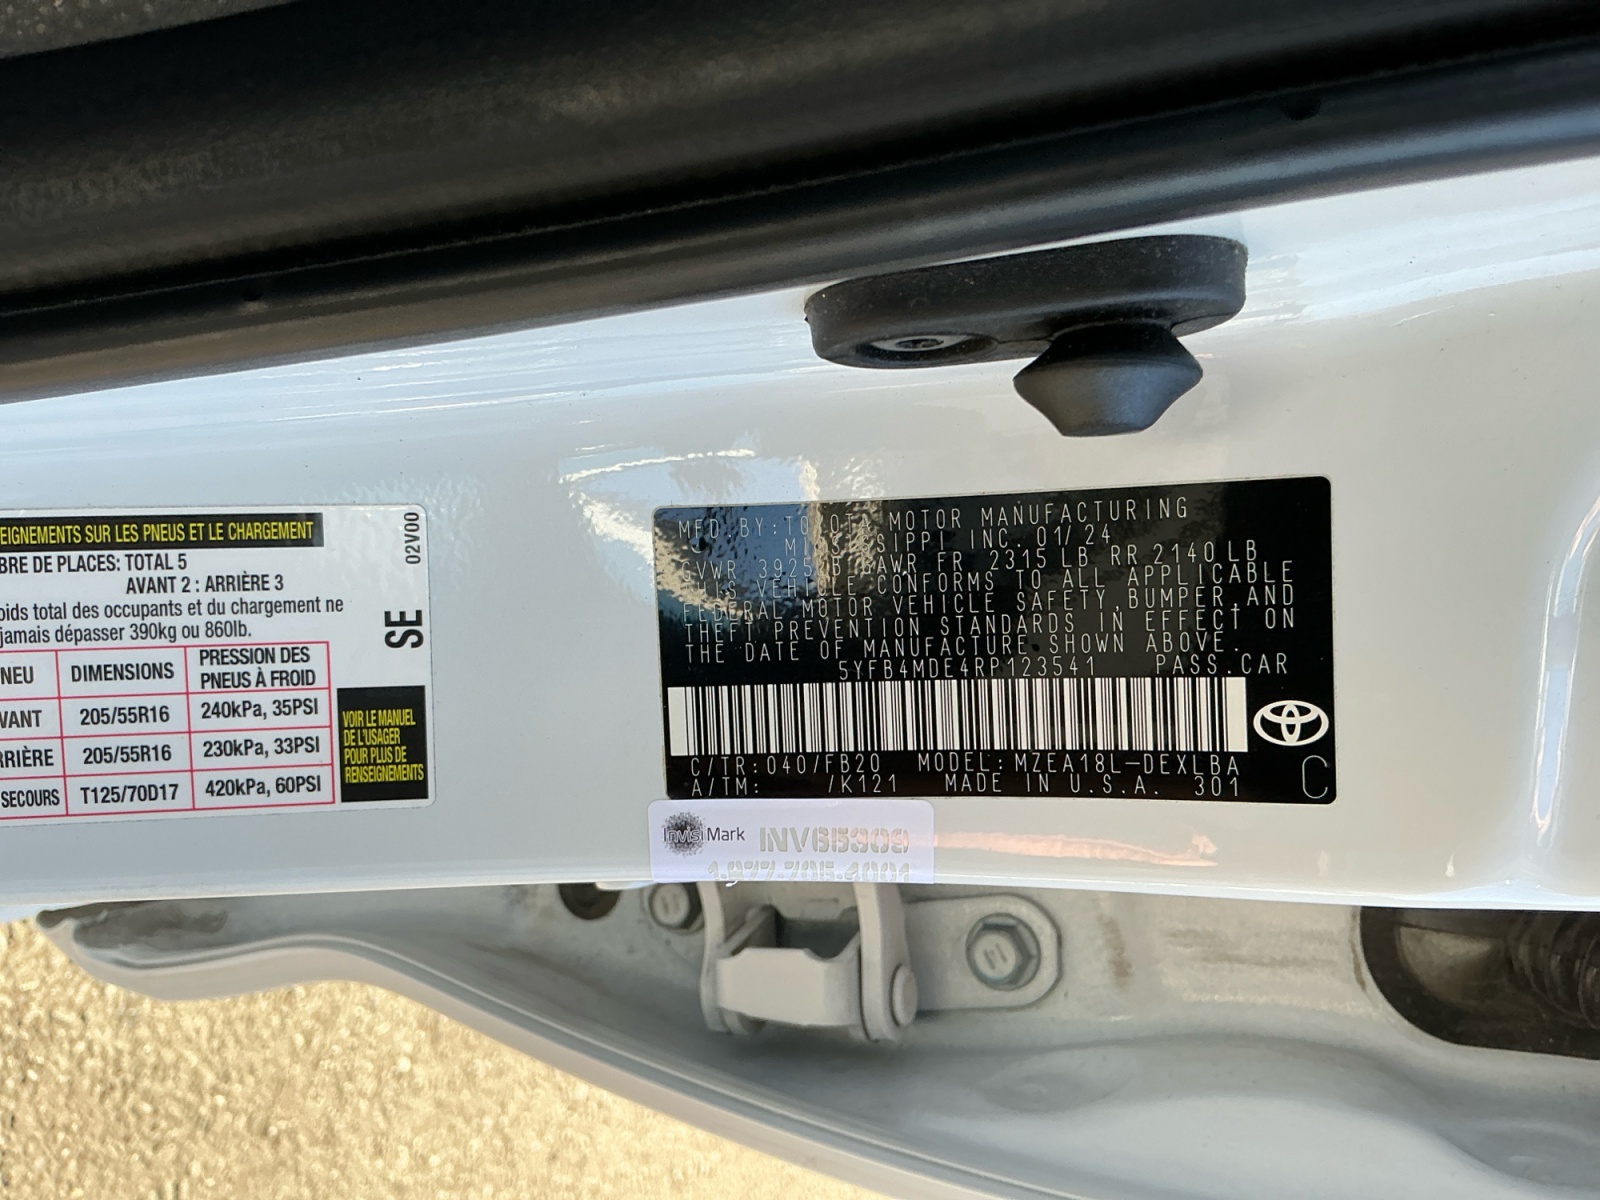 EIGNEMENTS SUR LES PNEUS ET LE CHARGEMENT
BRE DE PLACES: TOTAL 5
AVANT 2 : ARRIÈRE 3
oids total des occupants et du chargement ne
jamais dépasser 390kg ou 860lb.
NEU DIMENSIONS PRESSION DES PNEUS À FROID
VANT 205/55R16 240kPa, 35PSI
RRIÈRE 205/55R16 230kPa, 33PSI
SECOURS T125/70D17 420kPa, 60PSI
02V00
SE
VOIR LE MANUEL
DE L'USAGER
POUR PLUS DE
RENSEIGNEMENTS
MFD BY:TOYOTA MOTOR MANUFACTURING
MISSISSIPPI INC. 01/24
GVWR 3925LB GAWR FR 2315 LB RR 2140LB
THIS VEHICLE CONFORMS TO ALL APPLICABLE
FEDERAL MOTOR VEHICLE SAFETY,BUMPER,AND
THEFT PREVENTION STANDARDS IN EFFECT ON
THE DATE OF MANUFACTURE SHOWN ABOVE.
5YFB4MDE4RP123541 PASS.CAR
C/TR:040/FB20 MODEL:MZEA18L-DEXLBA
A/TM: /K121 MADE IN U.S.A. 301
C
InvisiMark INV65909
1.877.706.4001